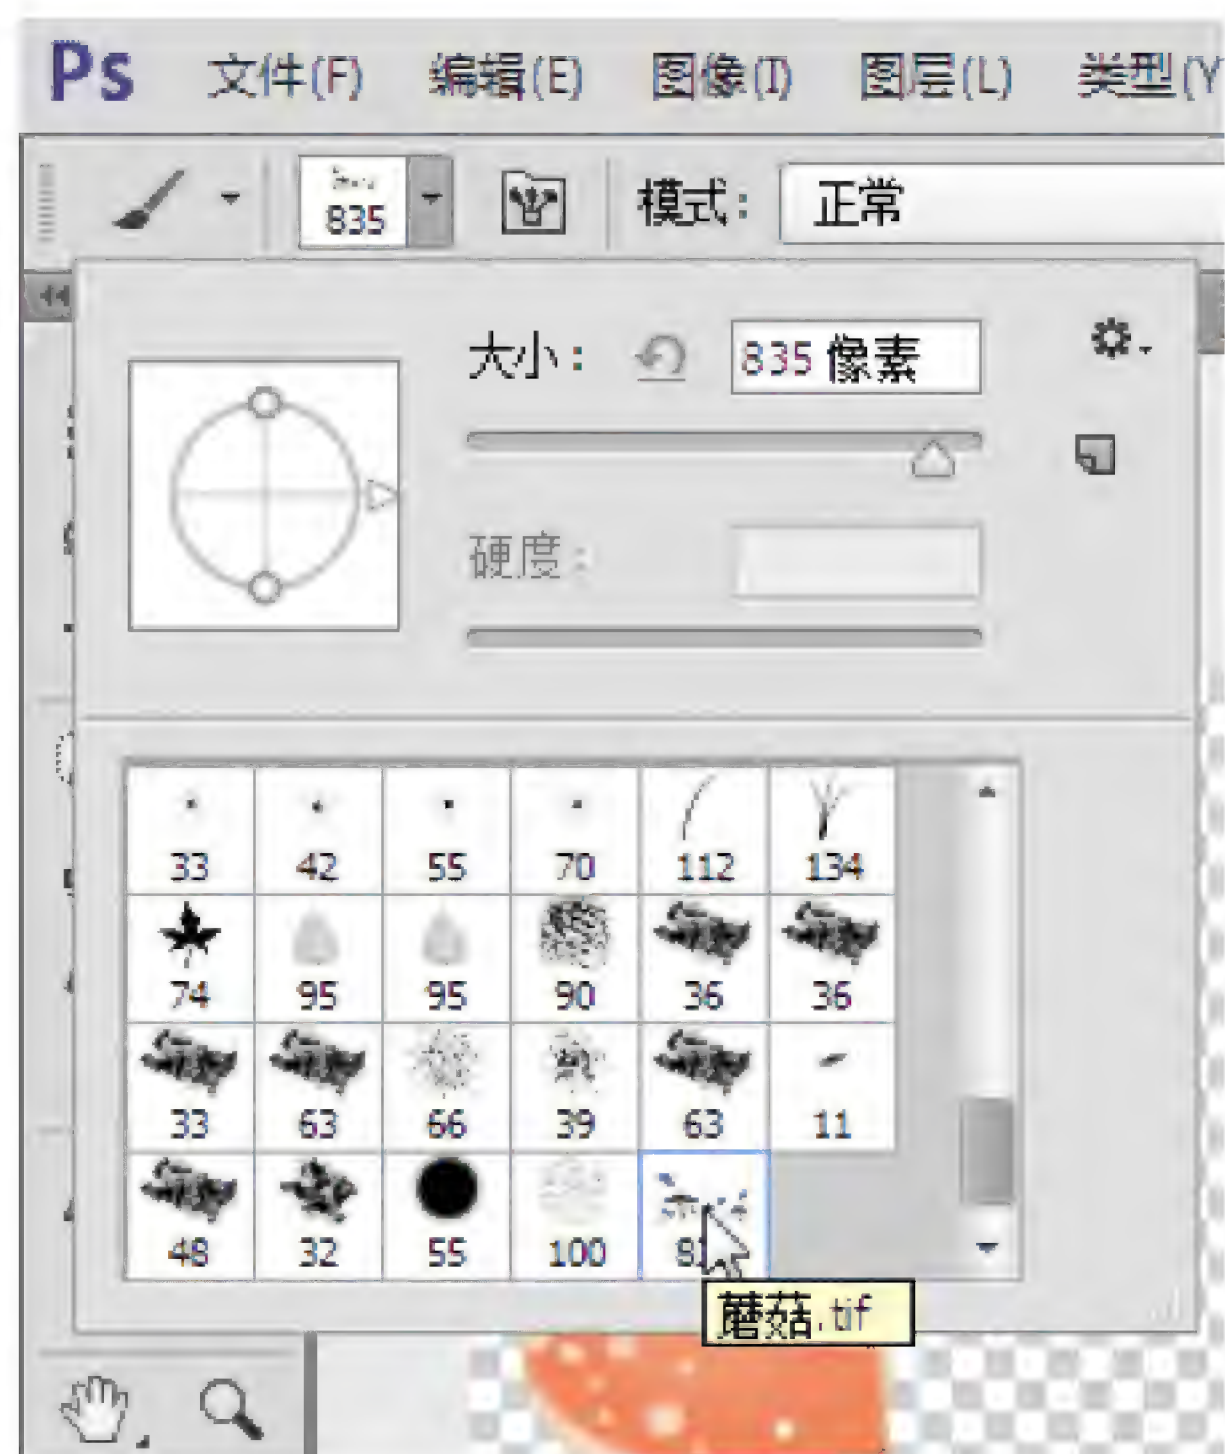 Ps 文件(F) 编辑(E) 图像(I) 图层(L) 类型(Y
835 模式： 正常
大小： 835 像素
硬度：
33 42 55 70 112 134
74 95 95 90 36 36
33 63 66 39 63 11
48 32 55 100
蘑菇.tif